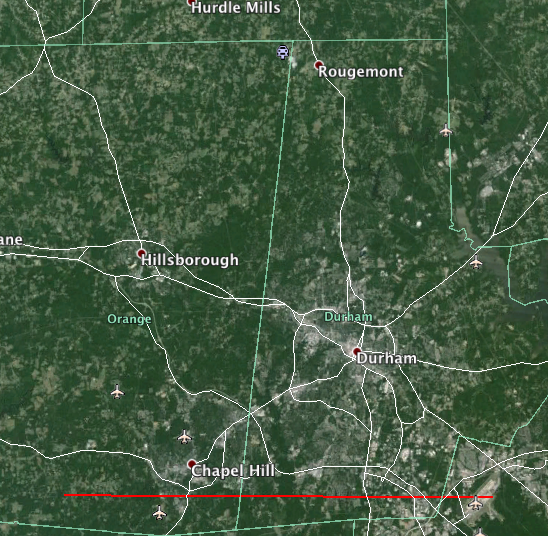 Hurdle Mills
Rougemont
ane
Hillsborough
Orange
Durham
Durham
Chapel Hill